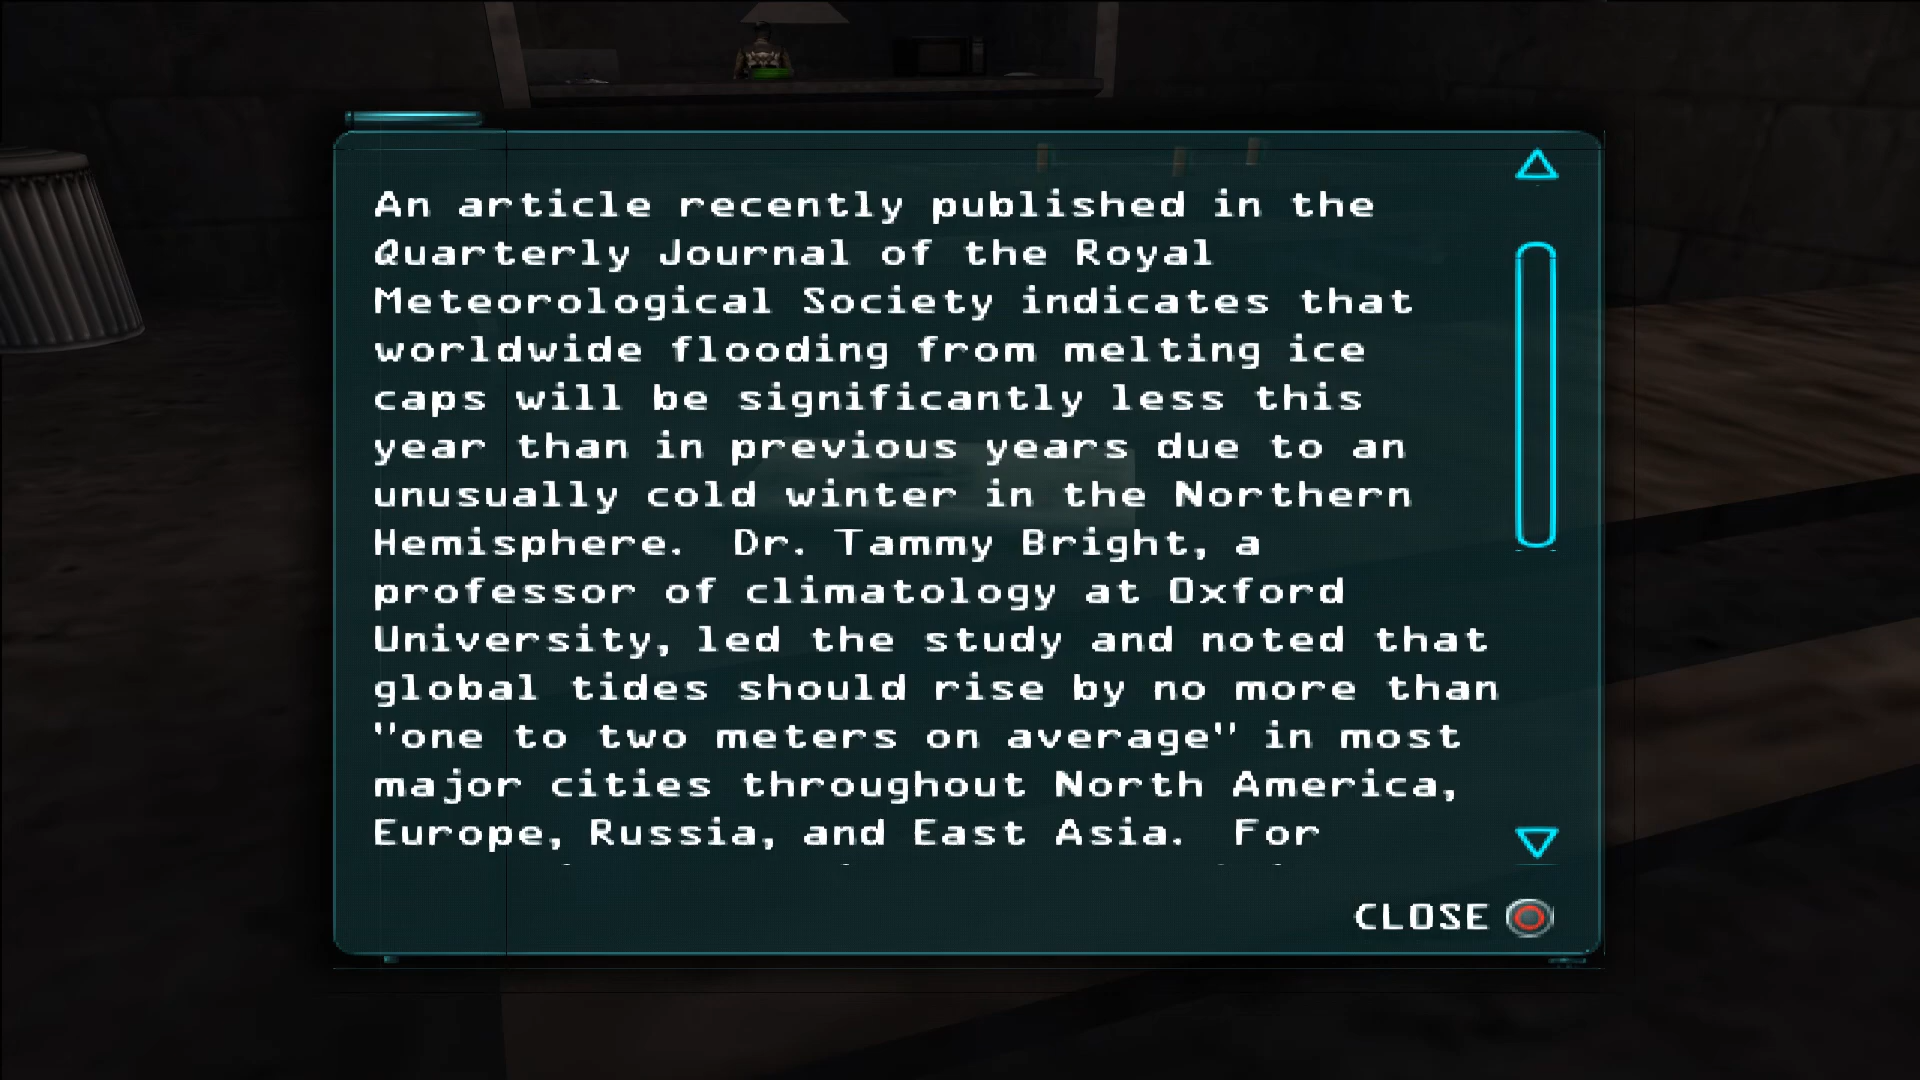 An article recently published in the
Quarterly Journal of the Royal
Meteorological Society indicates that
worldwide flooding from melting ice
caps will be significantly less this
year than in previous years due to an
unusually cold winter in the Northern
Hemisphere.  Dr. Tammy Bright, a
professor of climatology at Oxford
University, led the study and noted that
global tides should rise by no more than
"one to two meters on average" in most
major cities throughout North America,
Europe, Russia, and East Asia.  For
CLOSE